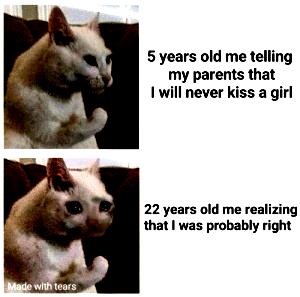 5 years old me telling
my parents that
I will never kiss a girl
22 years old me realizing
that I was probably right
Made with tears